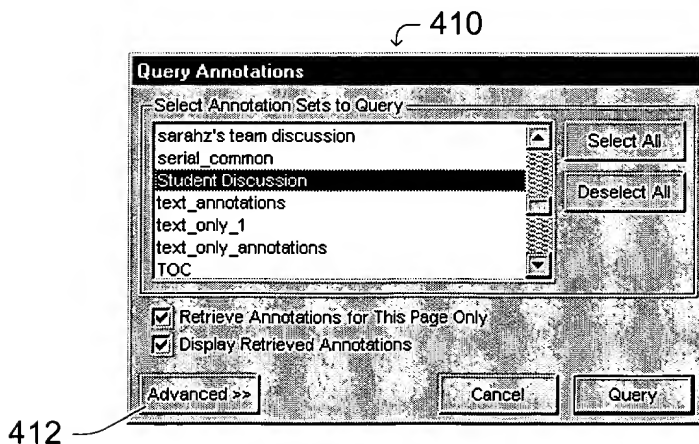 410
Query Annotations
Select Annotation Sets to Query
sarahz's team discussion
serial_common
Student Discussion
text_annotations
text_only_1
text_only_annotations
TOC
Select All
Deselect All
Retrieve Annotations for This Page Only
Display Retrieved Annotations
Advanced >>
Cancel
Query
412